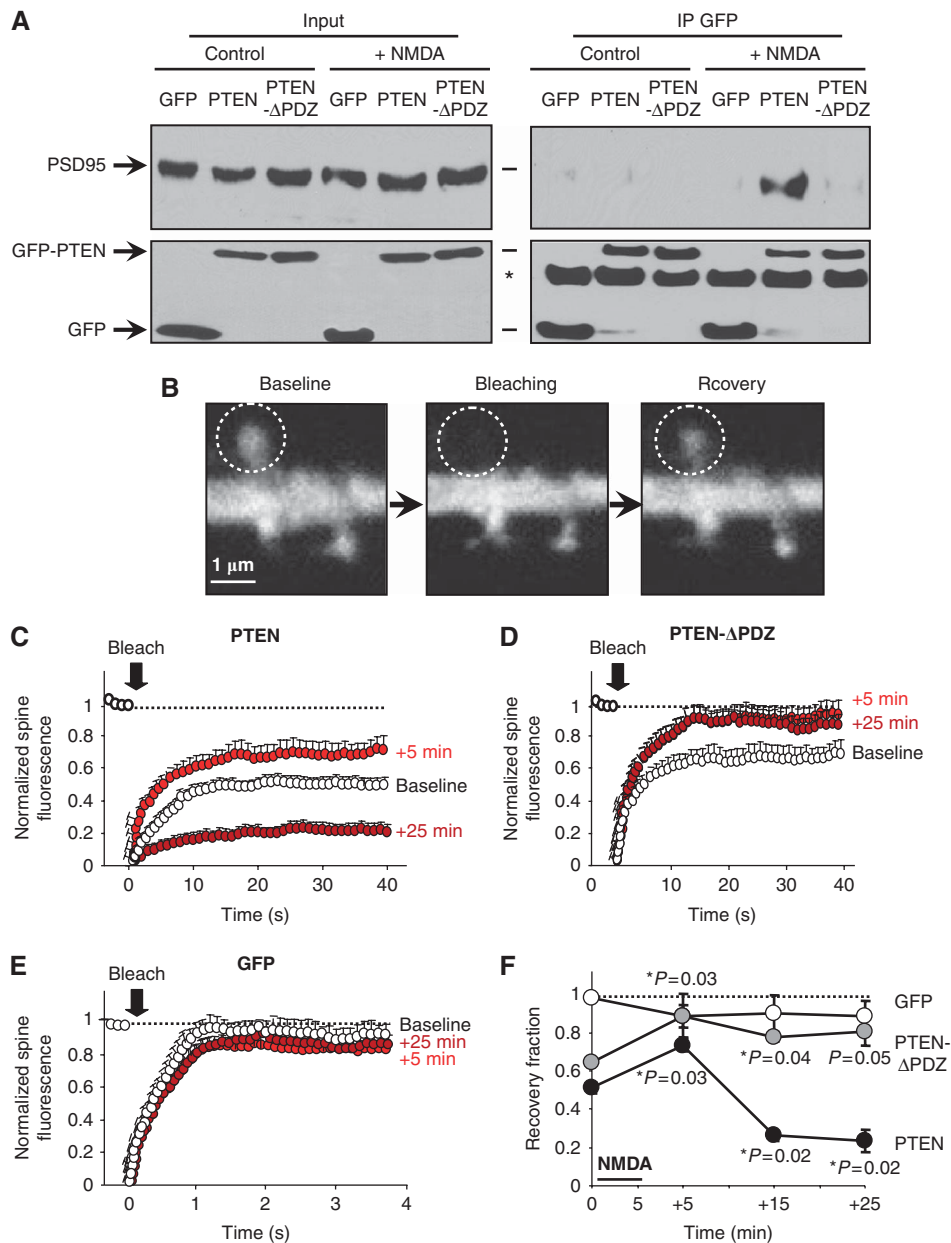 A
Input
IP GFP
Control
+ NMDA
Control
+ NMDA
GFP PTEN PTEN -ΔPDZ GFP PTEN PTEN -ΔPDZ
GFP PTEN PTEN -ΔPDZ GFP PTEN PTEN -ΔPDZ
PSD95
GFP-PTEN
*
GFP
B
Baseline
Bleaching
Rcovery
1 µm
C
PTEN
Bleach
Normalized spine
fluorescence
1
0.8
0.6
0.4
0.2
0
+5 min
Baseline
+25 min
0 10 20 30 40
Time (s)
D
PTEN-ΔPDZ
Bleach
Normalized spine
fluorescence
1
0.8
0.6
0.4
0.2
0
+5 min
+25 min
Baseline
0 10 20 30 40
Time (s)
E
GFP
Bleach
Normalized spine
fluorescence
1
0.8
0.6
0.4
0.2
0
Baseline
+25 min
+5 min
0 1 2 3 4
Time (s)
F
Recovery fraction
1
0.8
0.6
0.4
0.2
0
*P=0.03
GFP
PTEN-
ΔPDZ
*P=0.04
P=0.05
*P=0.03
PTEN
*P=0.02
*P=0.02
NMDA
0 5 +5 +15 +25
Time (min)